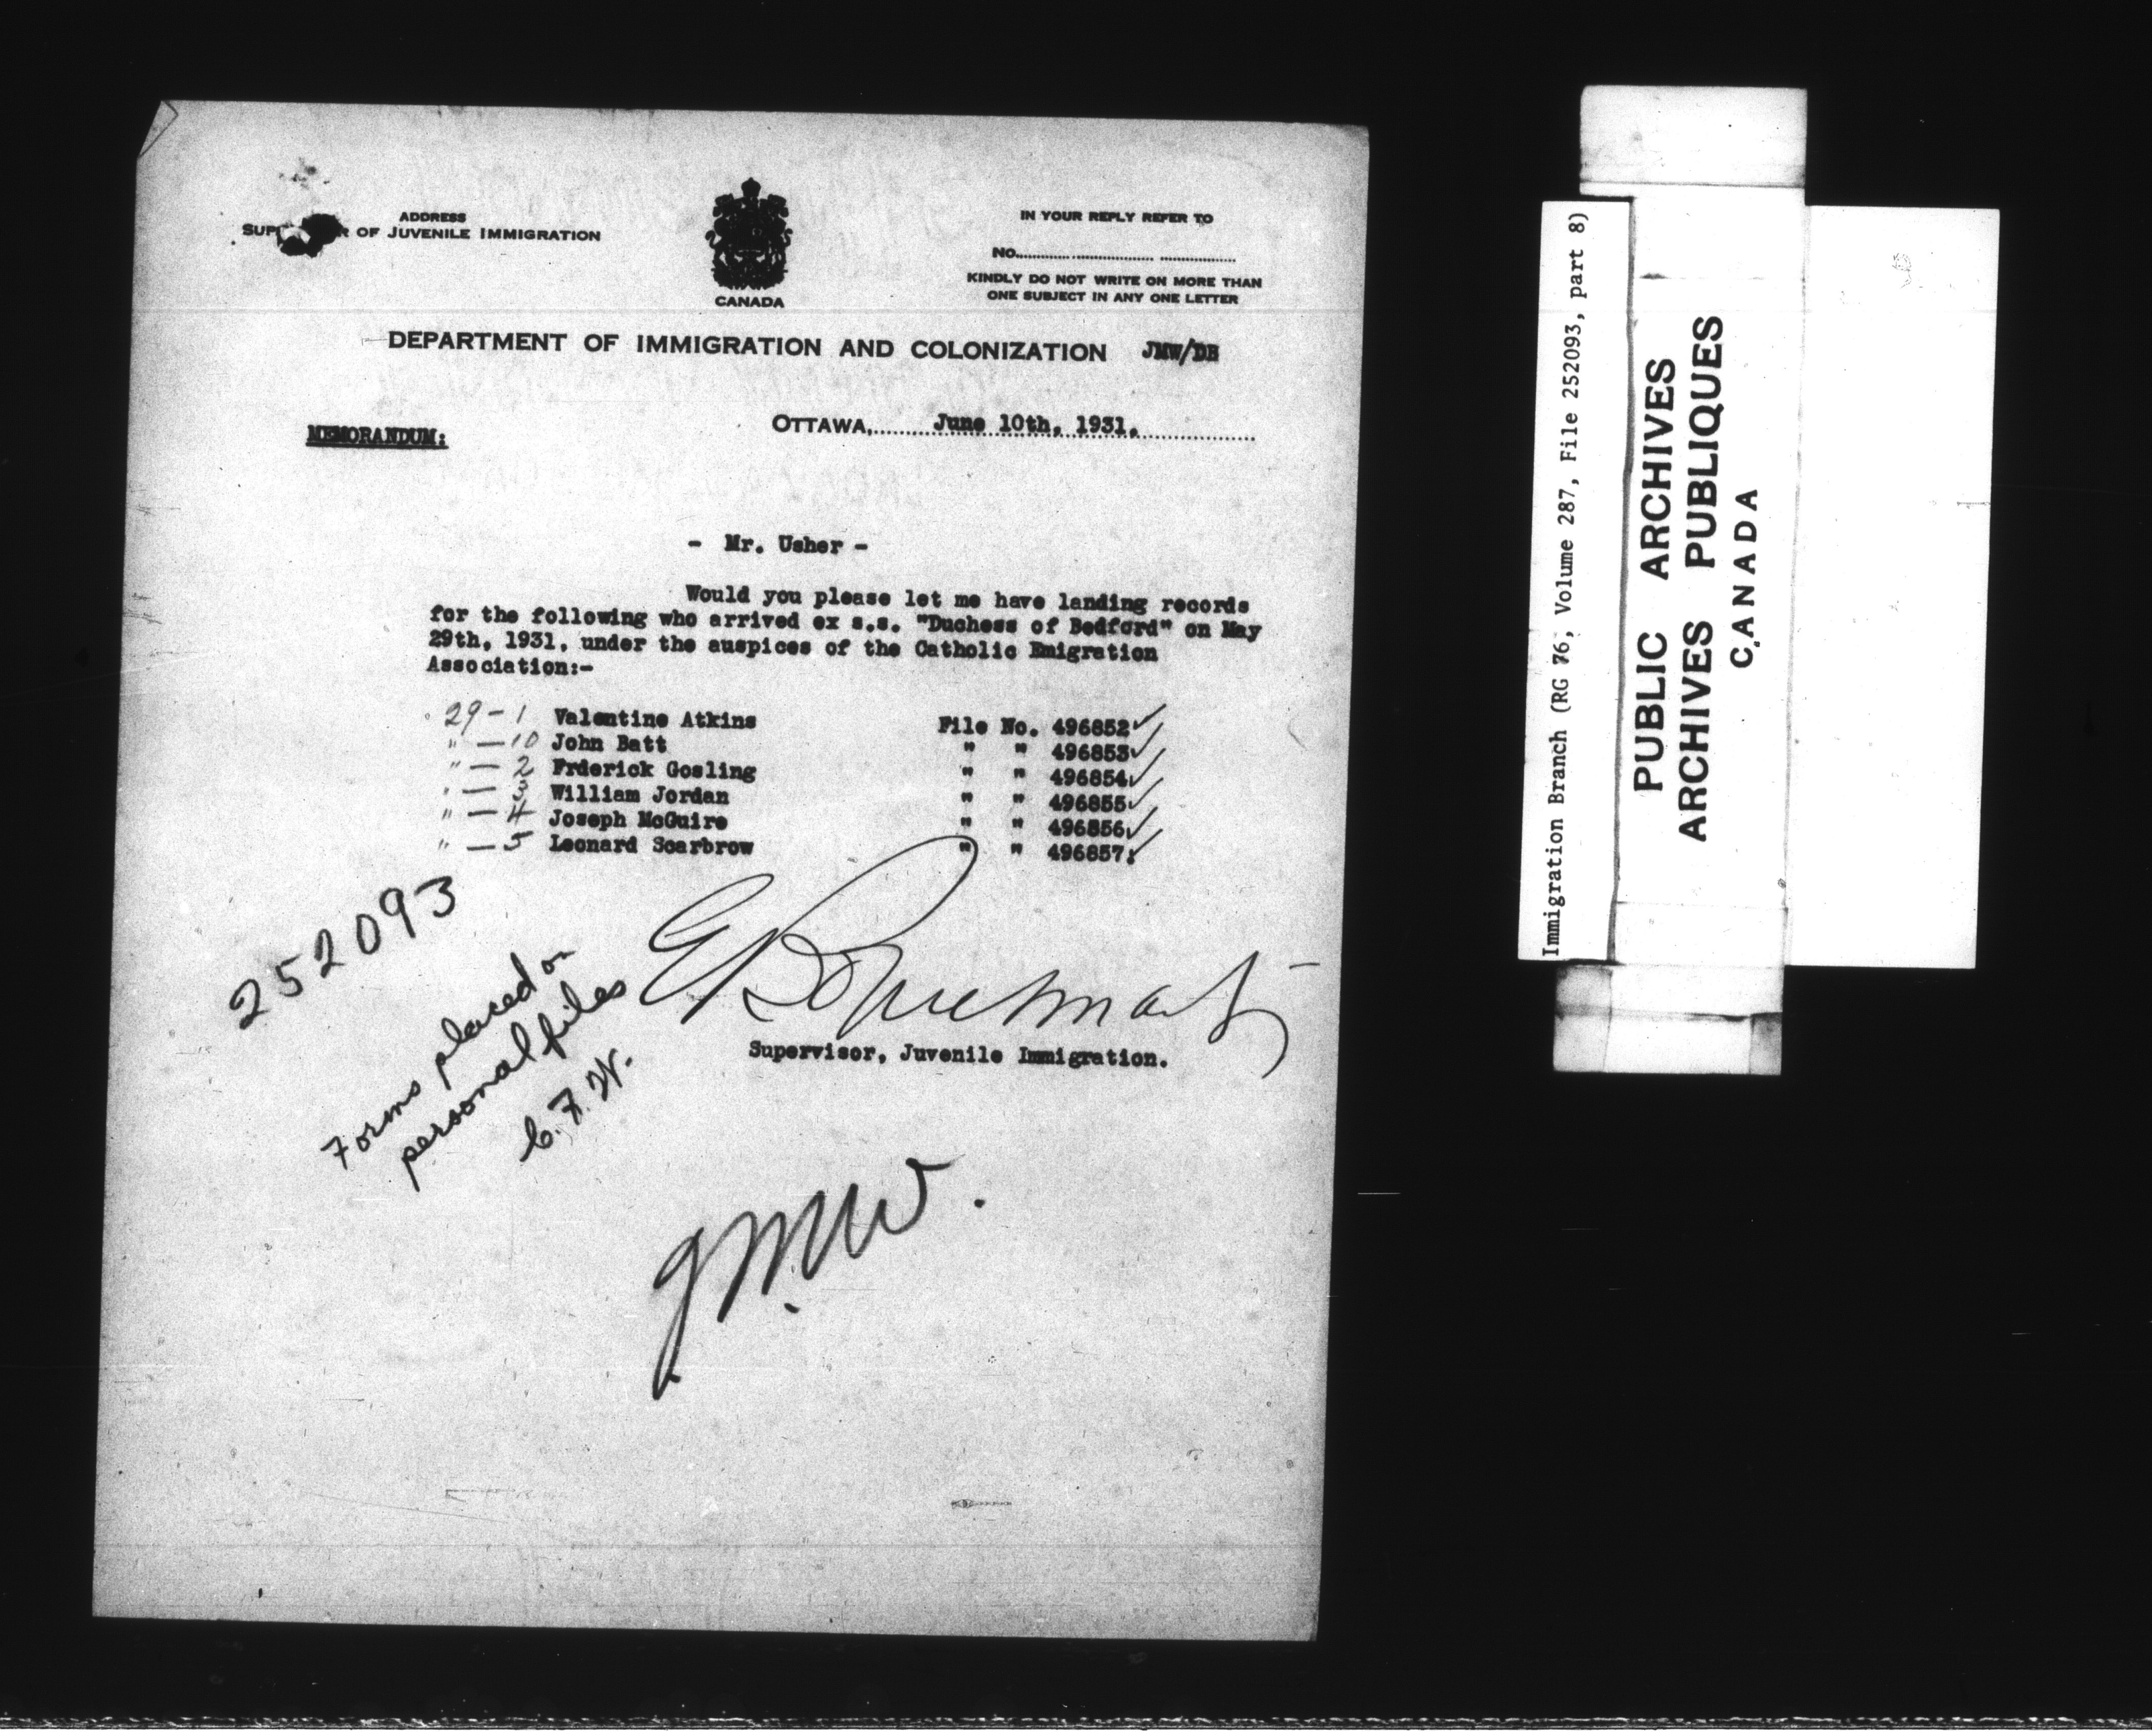 ADDRESS
OF JUVENILE IMMIGRATION
CANADA
IN YOUR REPLY REFER TO
No.
KINDLY DO NOT WRITE ON MORE THAN
ONE SUBJECT IN ANY ONE LETTER
DEPARTMENT OF IMMIGRATION AND COLONIZATION JMW/DB
OTTAWA, June 10th, 1931.
MEMORANDUM:
- Mr. Usher -
Would you please let me have landing records
for the following who arrived ex s.s. "Duchess of Bedford" on May
29th, 1931, under the auspices of the Catholic Emigration
Association:-
29-1 Valentine Atkins File No. 496852
" - 10 John Batt " " 496853
" - 2 Frderick Gosling " " 496854
" - 3 William Jordan " " 496855
" - 4 Joseph McGuire " " 496856
" - 5 Leonard Scarbrow " " 496857.
252093
Forms placed on
personal files
C.F.W.
Supervisor, Juvenile Immigration.
J.M.W.
Immigration Branch (RG 76, Volume 287, File 252093, part 8)
PUBLIC ARCHIVES
ARCHIVES PUBLIQUES
CANADA